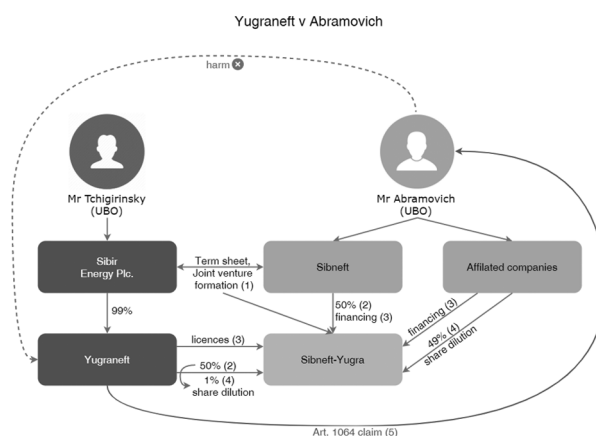 Yugraneft v Abramovich
harm
Mr Tchigirinsky
(UBO)
Mr Abramovich
(UBO)
Sibir
Energy Plc.
Term sheet,
Joint venture
formation (1)
Sibneft
Affilated companies
99%
50% (2)
financing (3)
financing (3)
49% (4)
share dilution
Yugraneft
licences (3)
50% (2)
1% (4)
share dilution
Sibneft-Yugra
Art. 1064 claim (5)